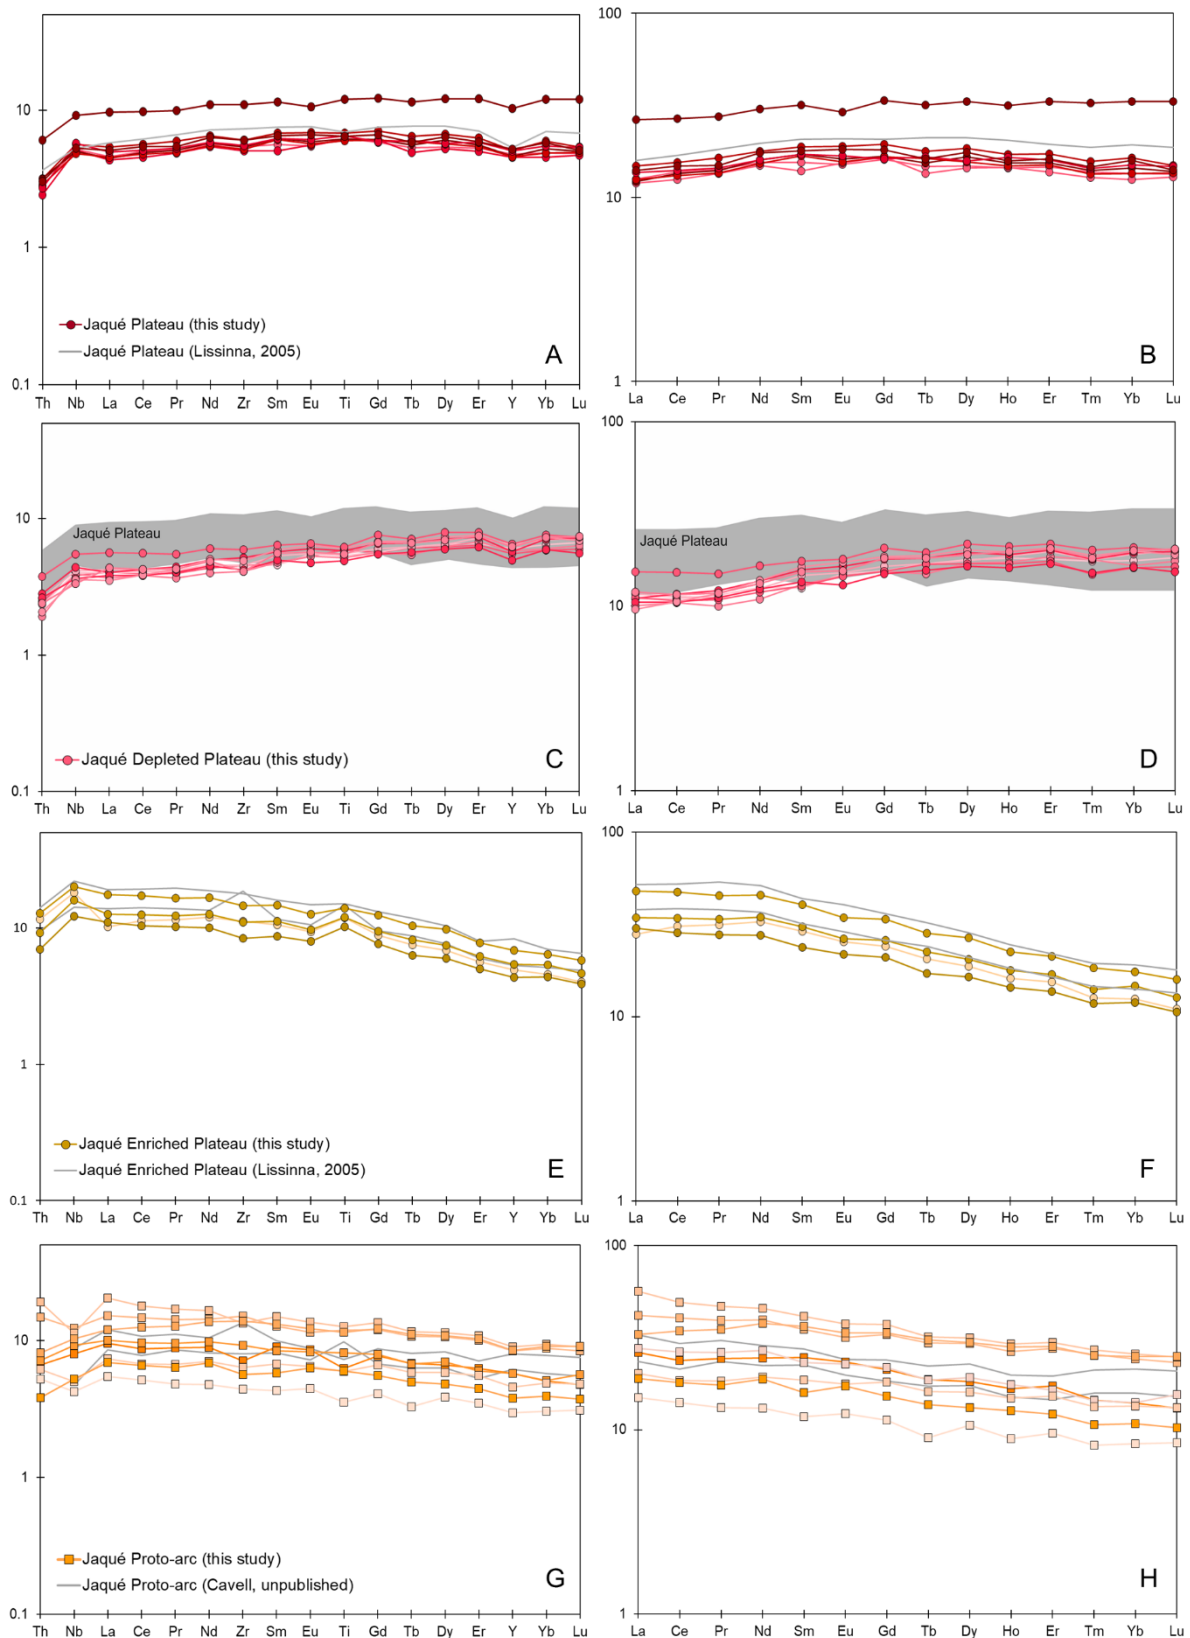 10
1
0.1
Th Nb La Ce Pr Nd Zr Sm Eu Ti Gd Tb Dy Er Y Yb Lu
Jaqué Plateau (this study)
Jaqué Plateau (Lissinna, 2005)
A
100
10
1
La Ce Pr Nd Sm Eu Gd Tb Dy Ho Er Tm Yb Lu
B
10
1
0.1
Th Nb La Ce Pr Nd Zr Sm Eu Ti Gd Tb Dy Er Y Yb Lu
Jaqué Plateau
Jaqué Depleted Plateau (this study)
C
100
10
1
La Ce Pr Nd Sm Eu Gd Tb Dy Ho Er Tm Yb Lu
Jaqué Plateau
D
10
1
0.1
Th Nb La Ce Pr Nd Zr Sm Eu Ti Gd Tb Dy Er Y Yb Lu
Jaqué Enriched Plateau (this study)
Jaqué Enriched Plateau (Lissinna, 2005)
E
100
10
1
La Ce Pr Nd Sm Eu Gd Tb Dy Ho Er Tm Yb Lu
F
10
1
0.1
Th Nb La Ce Pr Nd Zr Sm Eu Ti Gd Tb Dy Er Y Yb Lu
Jaqué Proto-arc (this study)
Jaqué Proto-arc (Cavell, unpublished)
G
100
10
1
La Ce Pr Nd Sm Eu Gd Tb Dy Ho Er Tm Yb Lu
H